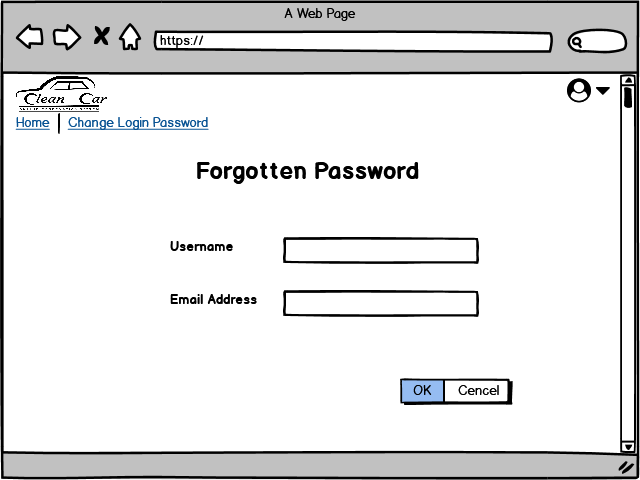 A Web Page
https://
Clean Car
Home Change Login Password
Forgotten Password
Username
Email Address
OK Cencel